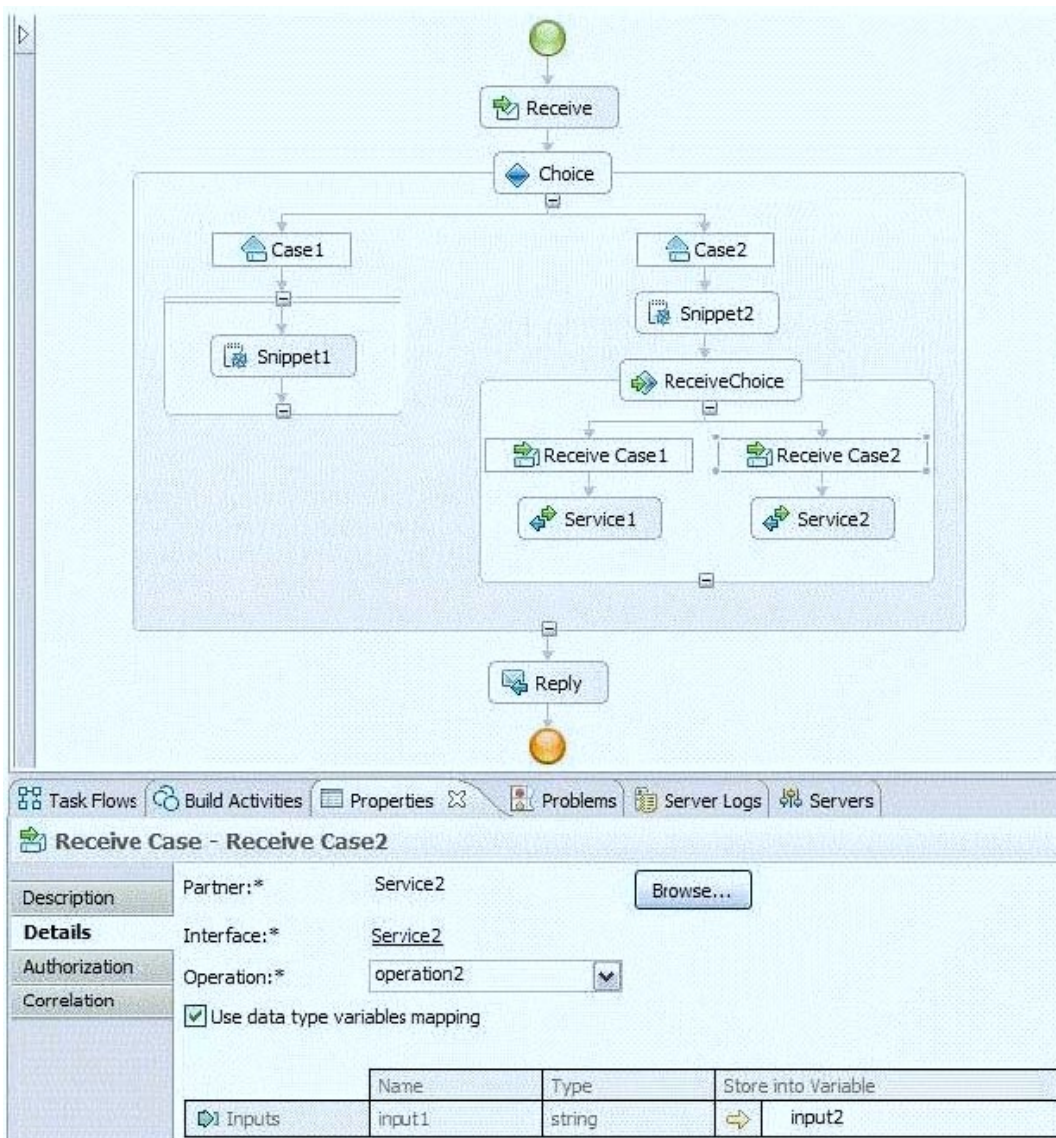 Receive
Choice
Case1
Case2
Snippet2
Snippet1
ReceiveChoice
Receive Case1
Receive Case2
Service1
Service2
Reply
Task Flows
Build Activities
Properties
Problems
Server Logs
Servers
Receive Case - Receive Case2
Description
Partner:*
Service2
Browse...
Details
Interface:*
Service2
Authorization
Operation:*
operation2
Correlation
Use data type variables mapping
Name
Type
Store into Variable
Inputs
input1
string
input2